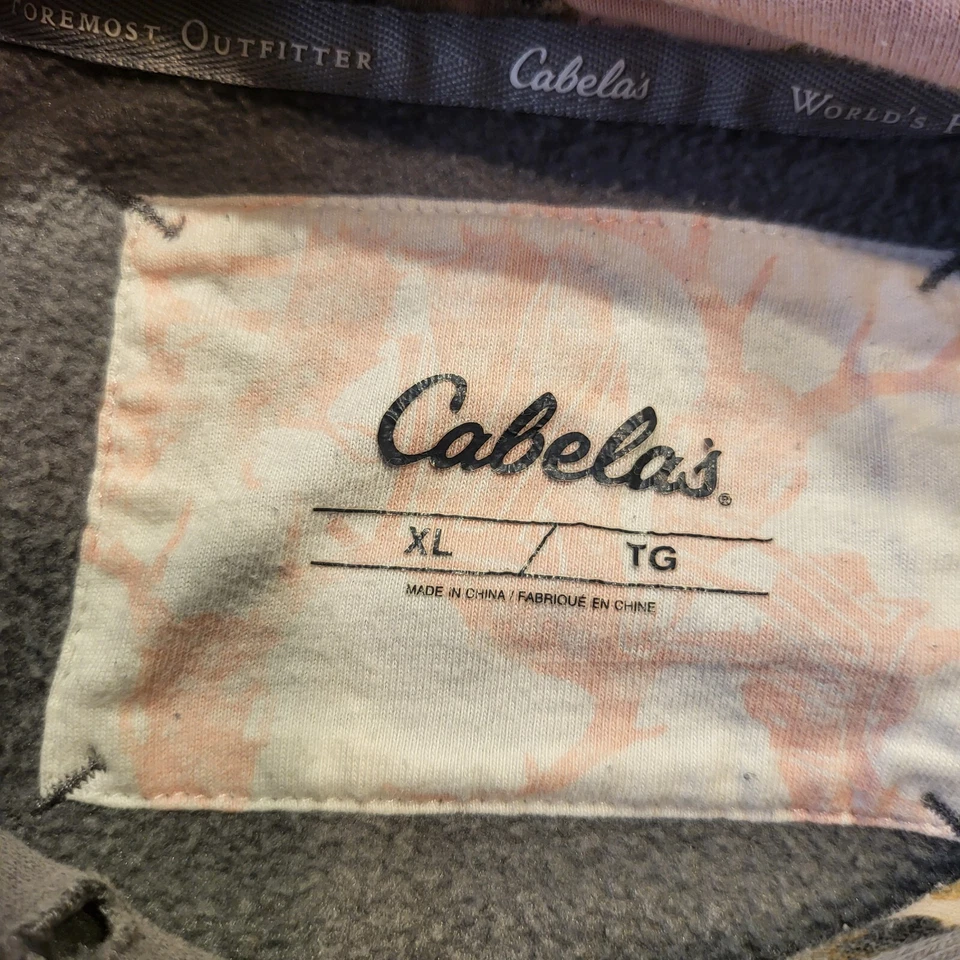 FOREMOST OUTFITTER Cabela's WORLD'S
Cabela's®
XL / TG
MADE IN CHINA / FABRIQUÉ EN CHINE